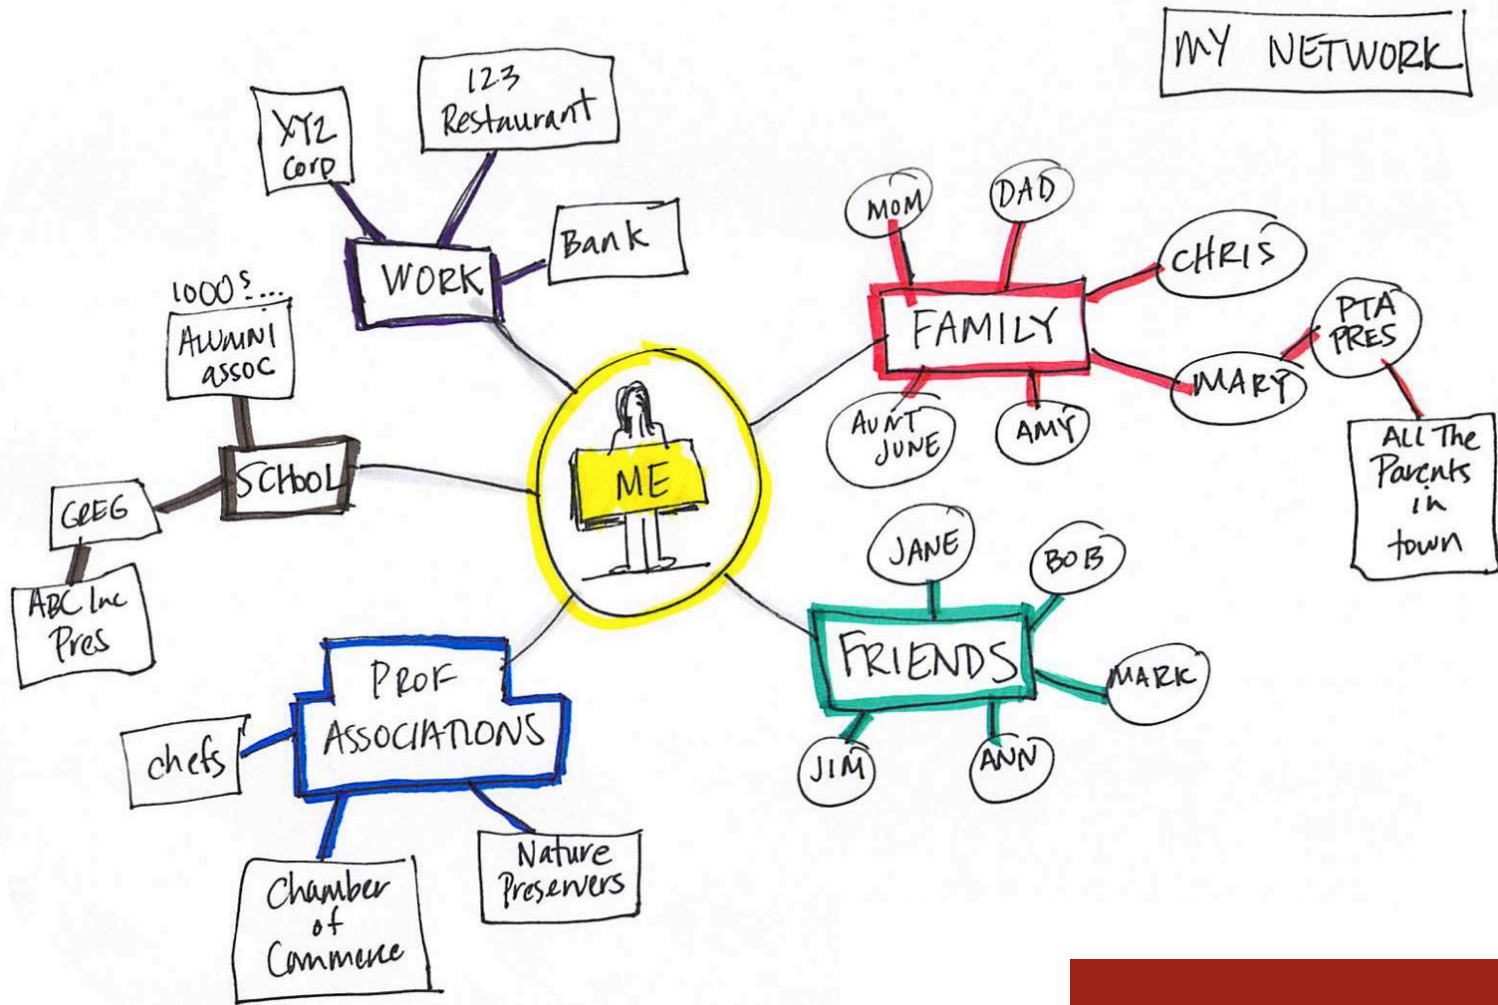 MY NETWORK
123
Restaurant
XYZ
Corp
Bank
WORK
1000s....
ALUMNI
assoc
SCHOOL
GREG
ABC Inc
Pres
ME
MOM
DAD
CHRIS
FAMILY
PTA
PRES
MARY
AUNT
JUNE
AMY
ALL The
Parents
in
town
JANE
BOB
FRIENDS
MARK
JIM
ANN
PROF
ASSOCIATIONS
chefs
Chamber
of
Commerce
Nature
Preservers